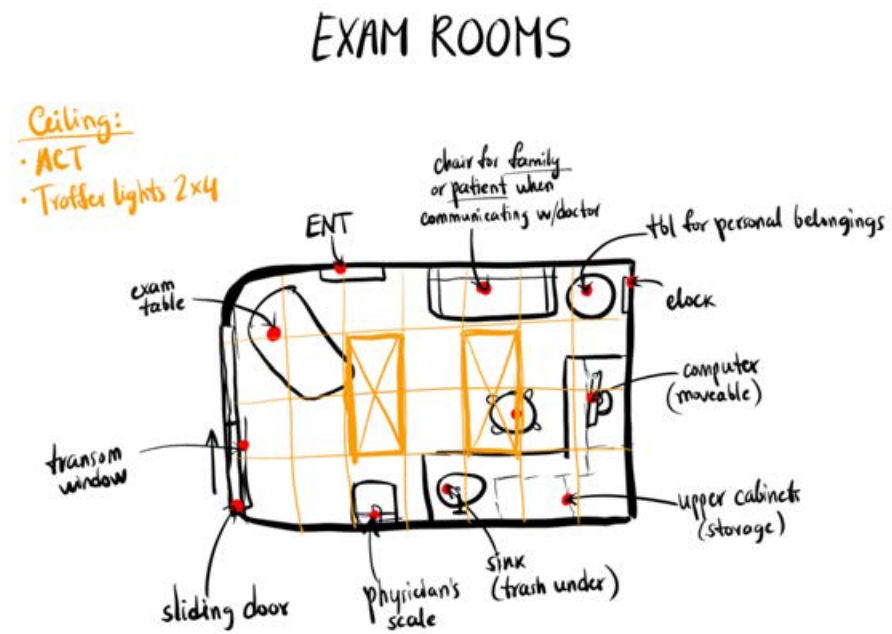 EXAM ROOMS
Ceiling:
• ACT
• Troffer lights 2x4
ENT
chair for family
or patient when
communicating w/doctor
tbl for personal belongings
exam
table
clock
computer
(moveable)
transom
window
upper cabinets
(storage)
sliding door
physician's
scale
sink
(trash under)